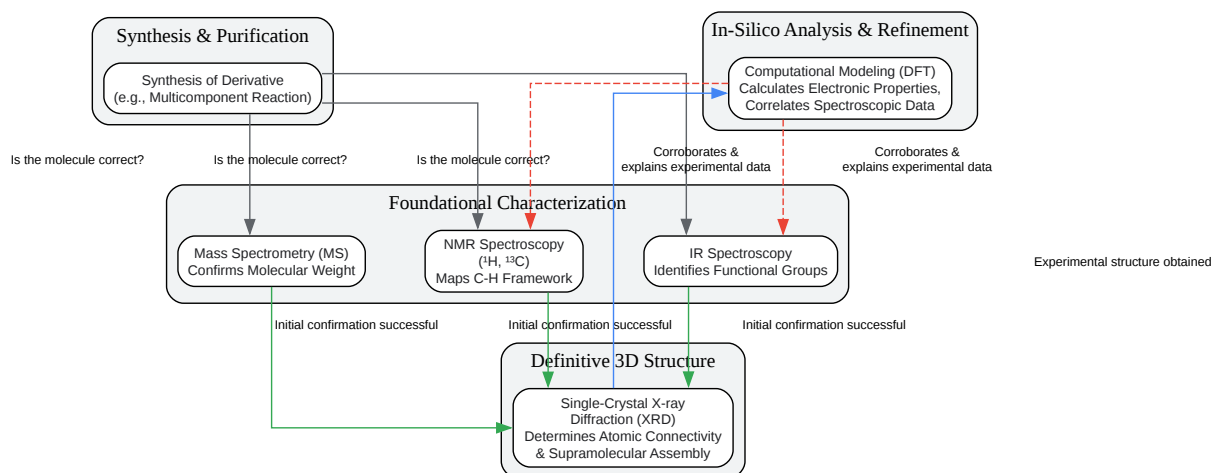 Synthesis & Purification
Synthesis of Derivative
(e.g., Multicomponent Reaction)
In-Silico Analysis & Refinement
Computational Modeling (DFT)
Calculates Electronic Properties,
Correlates Spectroscopic Data
Is the molecule correct?
Is the molecule correct?
Is the molecule correct?
Corroborates &
explains experimental data
Corroborates &
explains experimental data
Foundational Characterization
Mass Spectrometry (MS)
Confirms Molecular Weight
NMR Spectroscopy
(¹H, ¹³C)
Maps C-H Framework
IR Spectroscopy
Identifies Functional Groups
Experimental structure obtained
Initial confirmation successful
Initial confirmation successful
Initial confirmation successful
Definitive 3D Structure
Single-Crystal X-ray
Diffraction (XRD)
Determines Atomic Connectivity
& Supramolecular Assembly